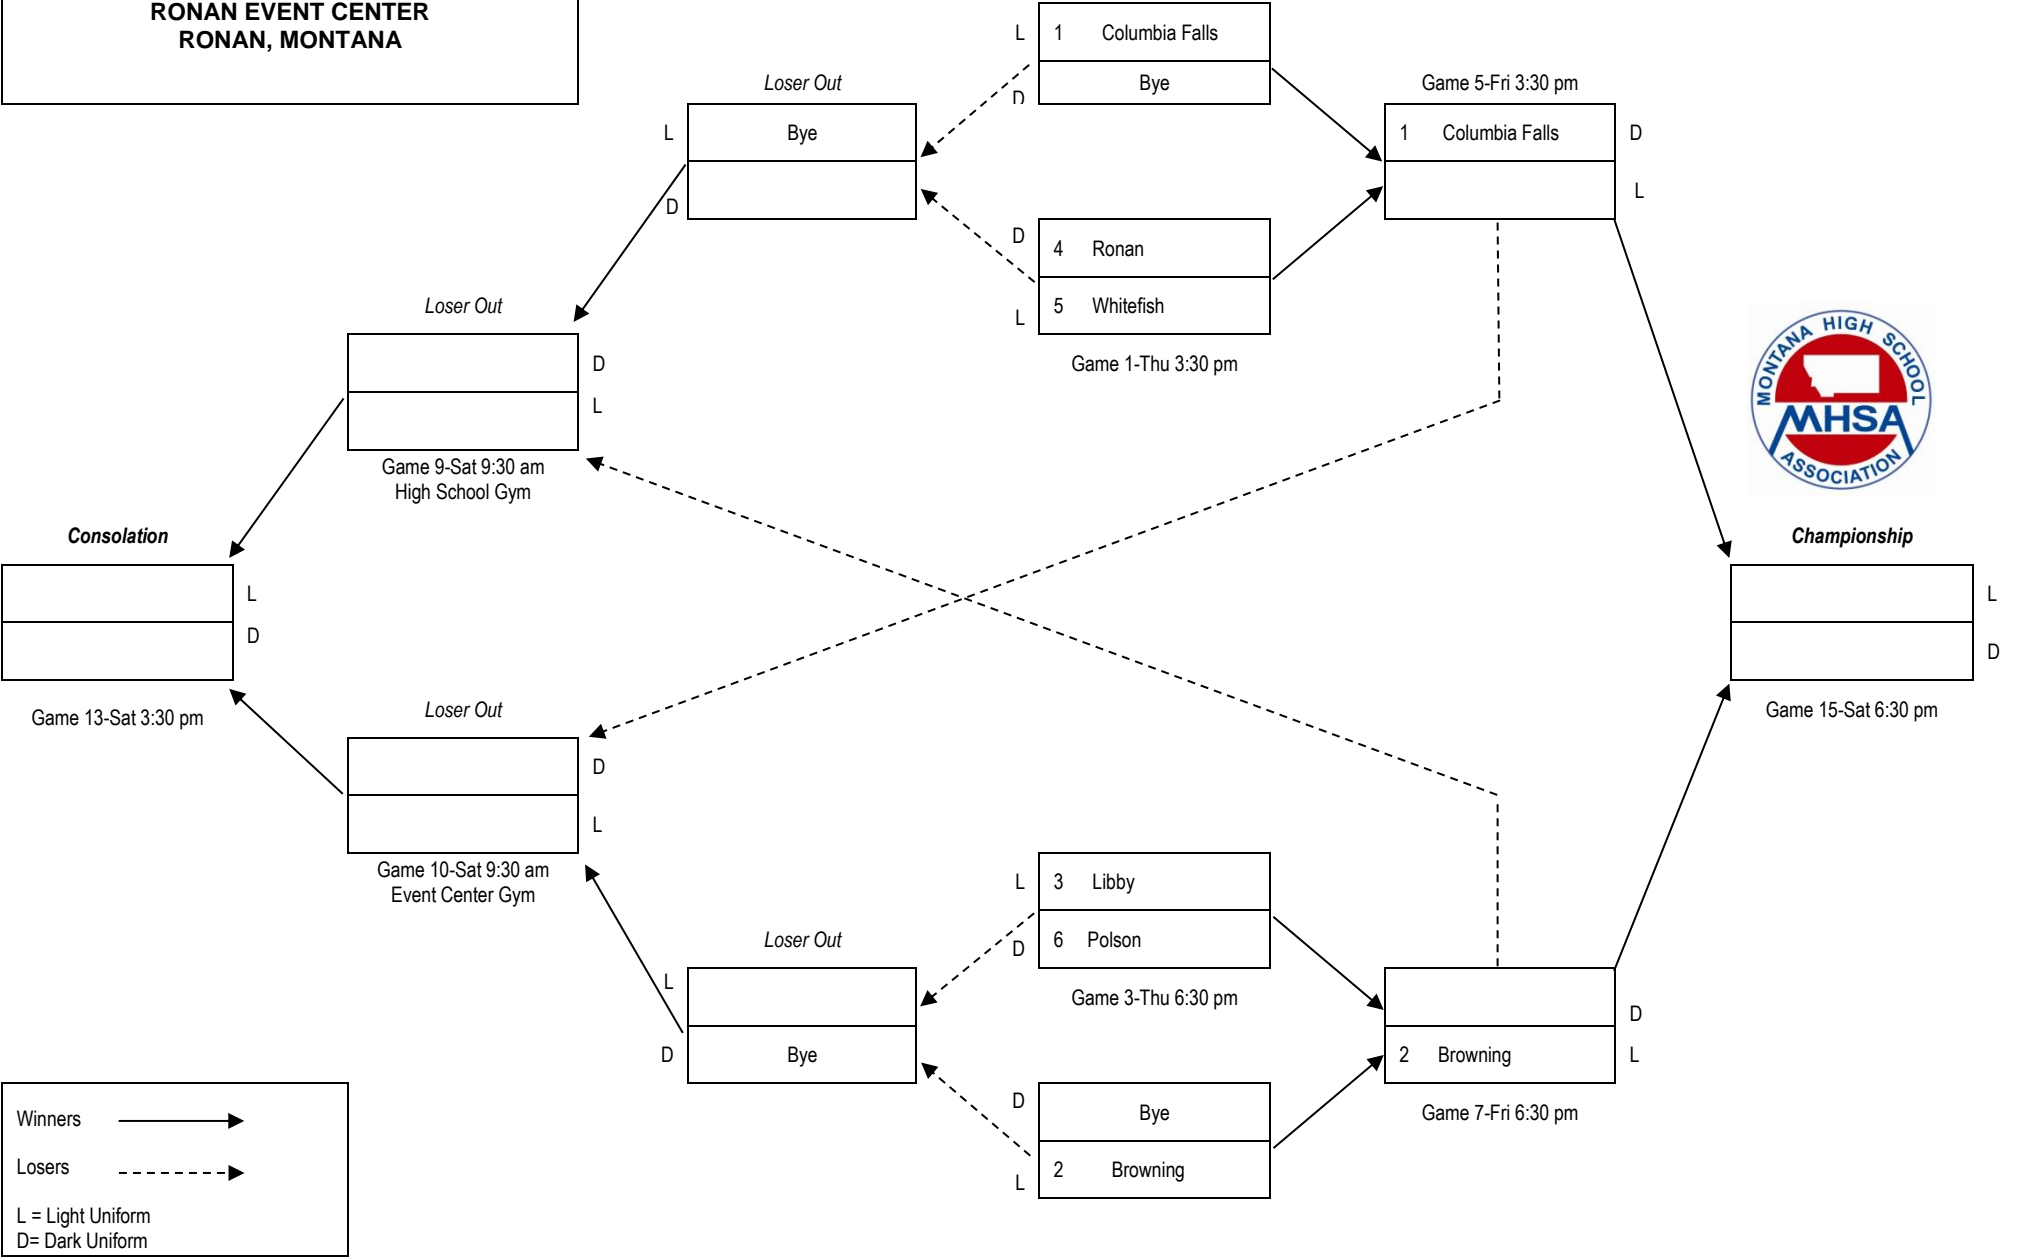 RONAN EVENT CENTER
RONAN, MONTANA
L 1 Columbia Falls
D Bye
Loser Out
L Bye
D
Game 5-Fri 3:30 pm
1 Columbia Falls D
L
D 4 Ronan
L 5 Whitefish
Game 1-Thu 3:30 pm
Loser Out
D
L
Game 9-Sat 9:30 am
High School Gym
MONTANA HIGH SCHOOL
MHSA
ASSOCIATION
Consolation
L
D
Game 13-Sat 3:30 pm
Championship
L
D
Game 15-Sat 6:30 pm
Loser Out
D
L
Game 10-Sat 9:30 am
Event Center Gym
L 3 Libby
D 6 Polson
Game 3-Thu 6:30 pm
Loser Out
L
D Bye
D
2 Browning L
Game 7-Fri 6:30 pm
D Bye
L 2 Browning
Winners
Losers
L = Light Uniform
D= Dark Uniform